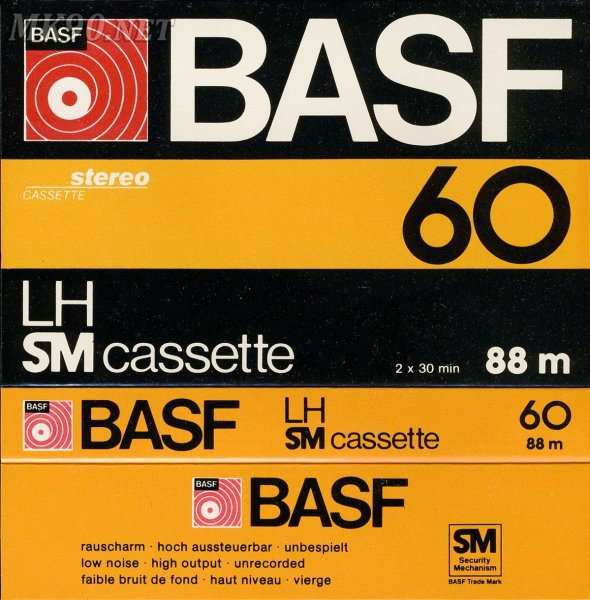 MK90.NET
BASF
BASF
stereo
CASSETTE
60
LH
SM cassette
2 x 30 min
88 m
BASF
BASF
LH
SM cassette
60
88 m
BASF
BASF
rauscharm · hoch aussteuerbar · unbespielt
low noise · high output · unrecorded
faible bruit de fond · haut niveau · vierge
SM
Security
Mechanism
BASF Trade Mark